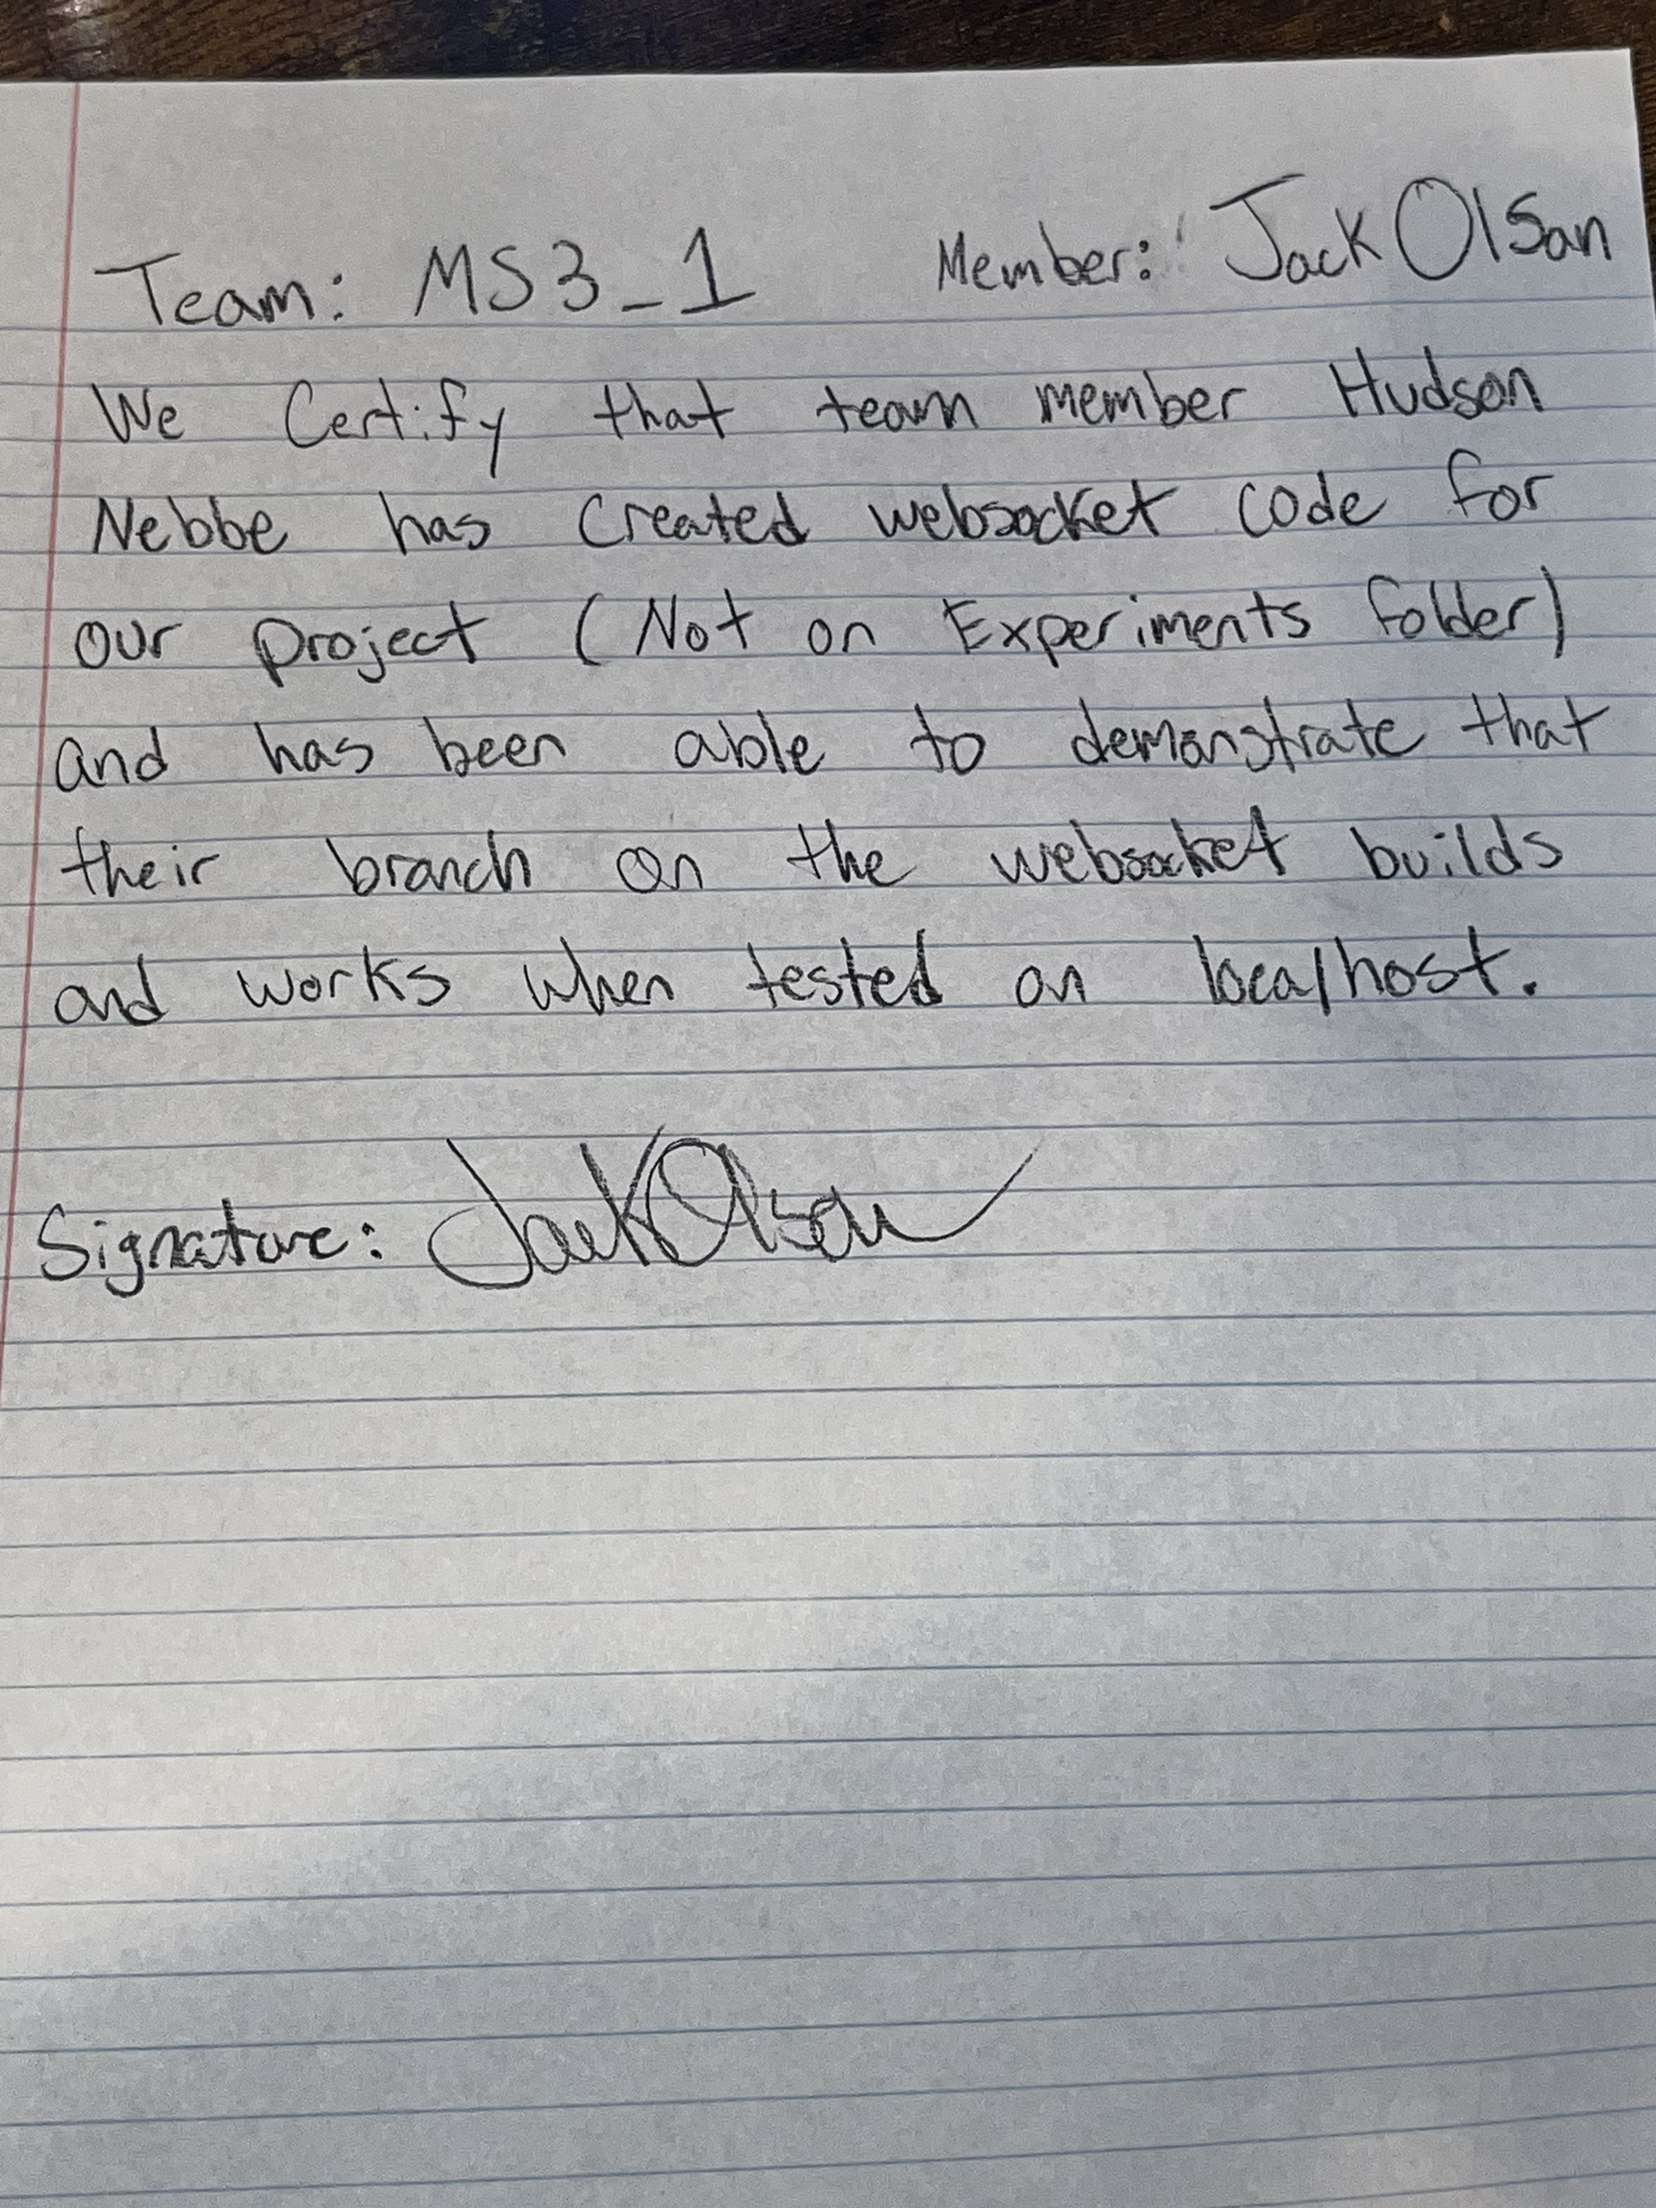 Team: MS3_1 Member: Jack Olson
We Certify that team member Hudson
Nebbe has created websocket code for
our project (Not on Experiments folder)
and has been able to demonstrate that
their branch on the websocket builds
and works when tested on localhost.
Signature: Jack Olson